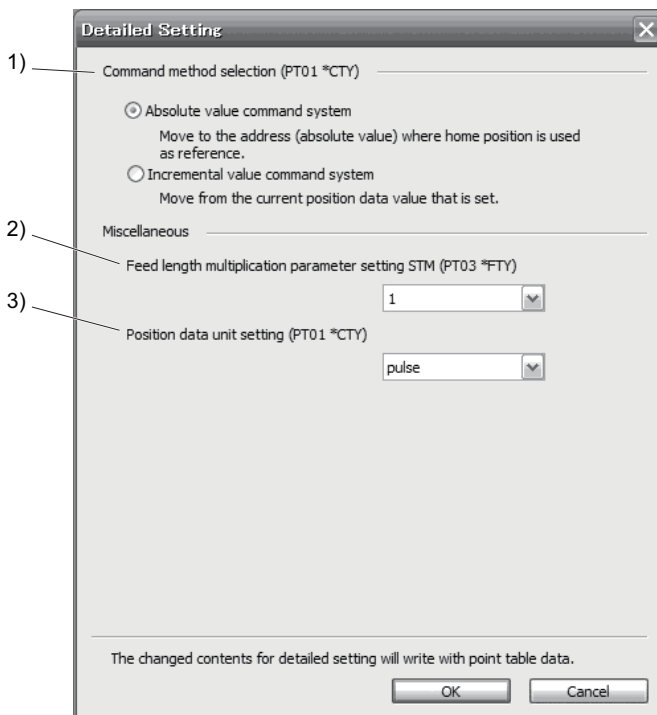 Detailed Setting
1)
Command method selection (PT01 *CTY)
Absolute value command system
Move to the address (absolute value) where home position is used
as reference.
Incremental value command system
Move from the current position data value that is set.
2)
Miscellaneous
Feed length multiplication parameter setting STM (PT03 *FTY)
1
3)
Position data unit setting (PT01 *CTY)
pulse
The changed contents for detailed setting will write with point table data.
OK
Cancel